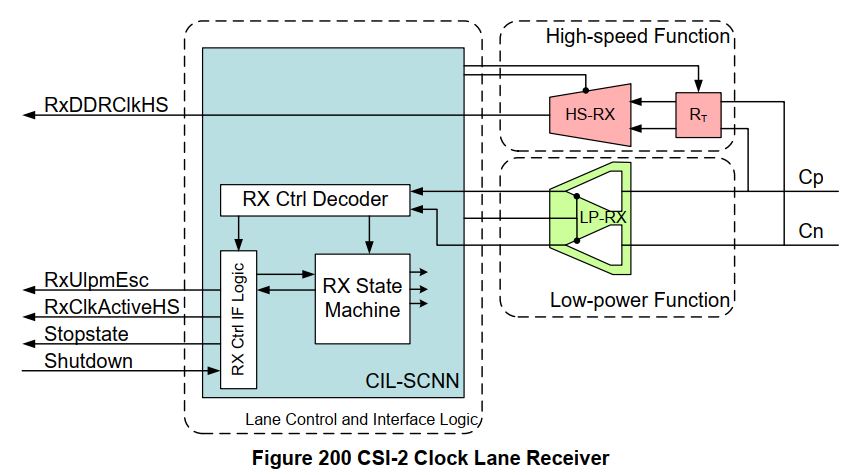 High-speed Function
RxDDRClkHS
HS-RX
RT
RX Ctrl Decoder
LP-RX
Cp
Cn
RxUlpmEsc
RxClkActiveHS
Stopstate
Shutdown
RX Ctrl IF Logic
RX State
Machine
Low-power Function
CIL-SCNN
Lane Control and Interface Logic
Figure 200 CSI-2 Clock Lane Receiver